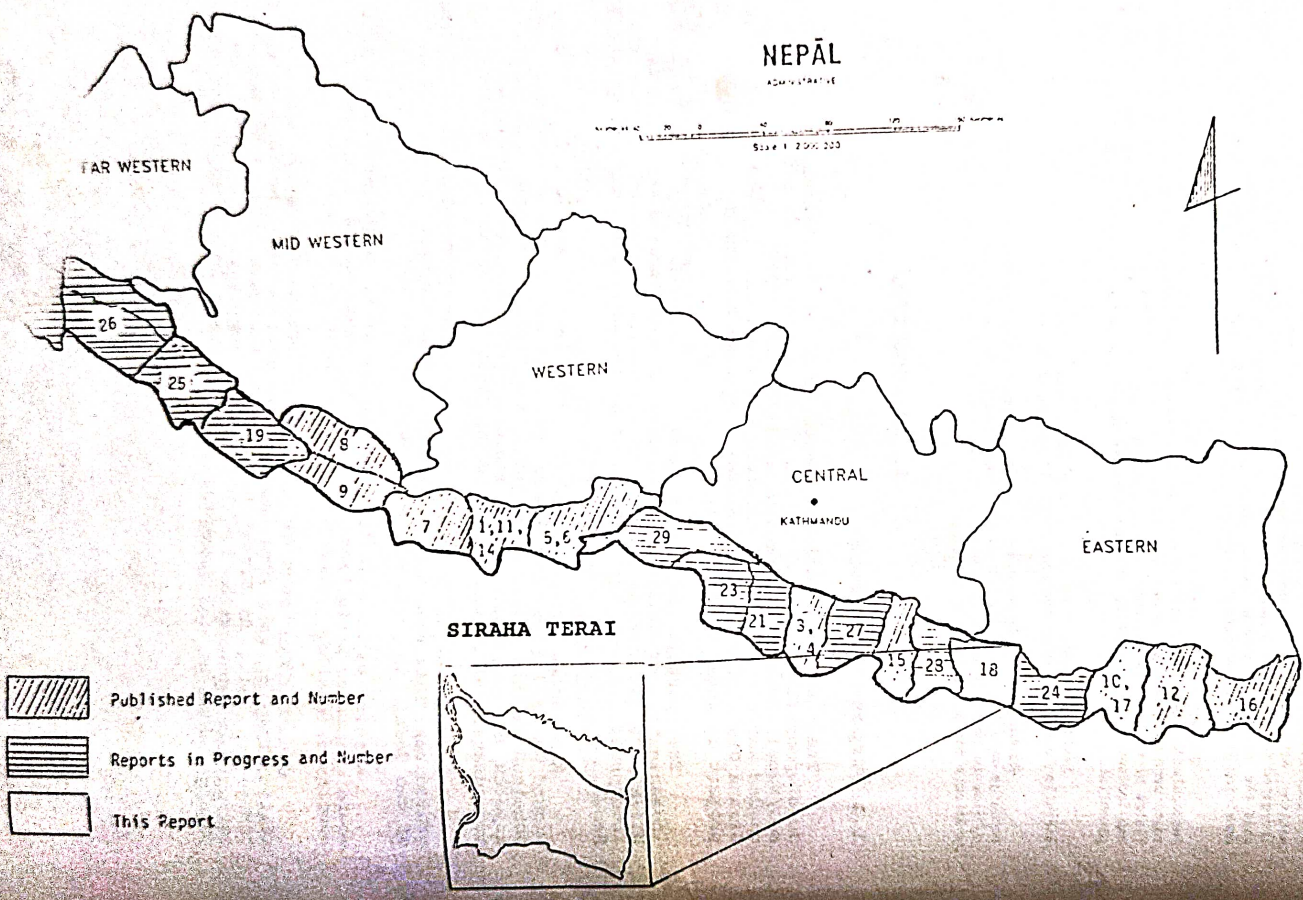 NEPĀL
ADMINISTRATIVE
FAR WESTERN
MID WESTERN
WESTERN
CENTRAL
KATHMANDU
EASTERN
26
25
19
8
9
7
1,11,
14
5,6
29
23
21
3,
4
27
15
28
18
24
10,
17
12
16
SIRAHA TERAI
Published Report and Number
Reports in Progress and Number
This Report